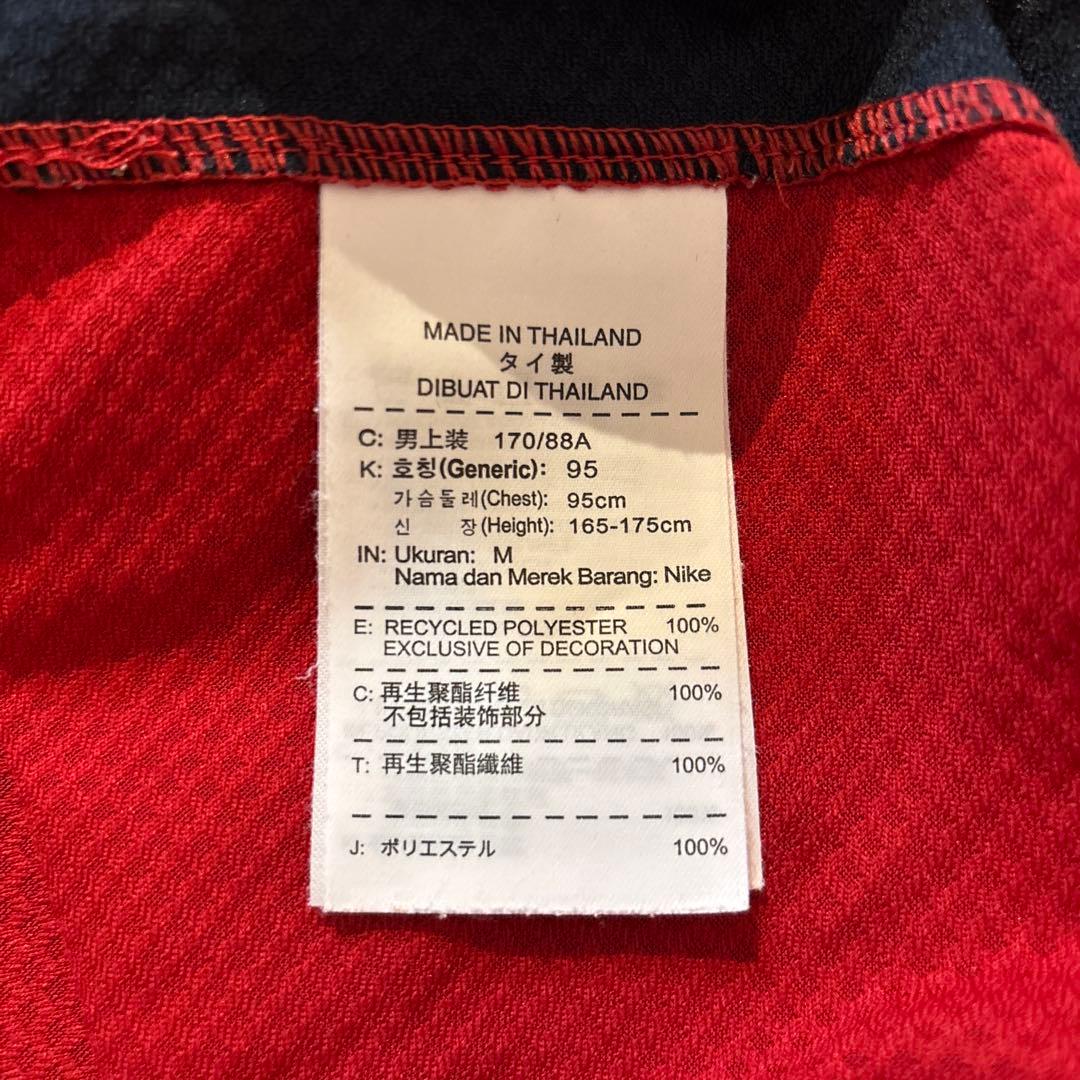 MADE IN THAILAND
タイ製
DIBUAT DI THAILAND
C: 男上装 170/88A
K: 호칭(Generic): 95
가슴둘레(Chest): 95cm
신 장(Height): 165-175cm
IN: Ukuran: M
Nama dan Merek Barang: Nike
E: RECYCLED POLYESTER 100%
EXCLUSIVE OF DECORATION
C: 再生聚酯纤维 100%
不包括装饰部分
T: 再生聚酯纖維 100%
J: ポリエステル 100%